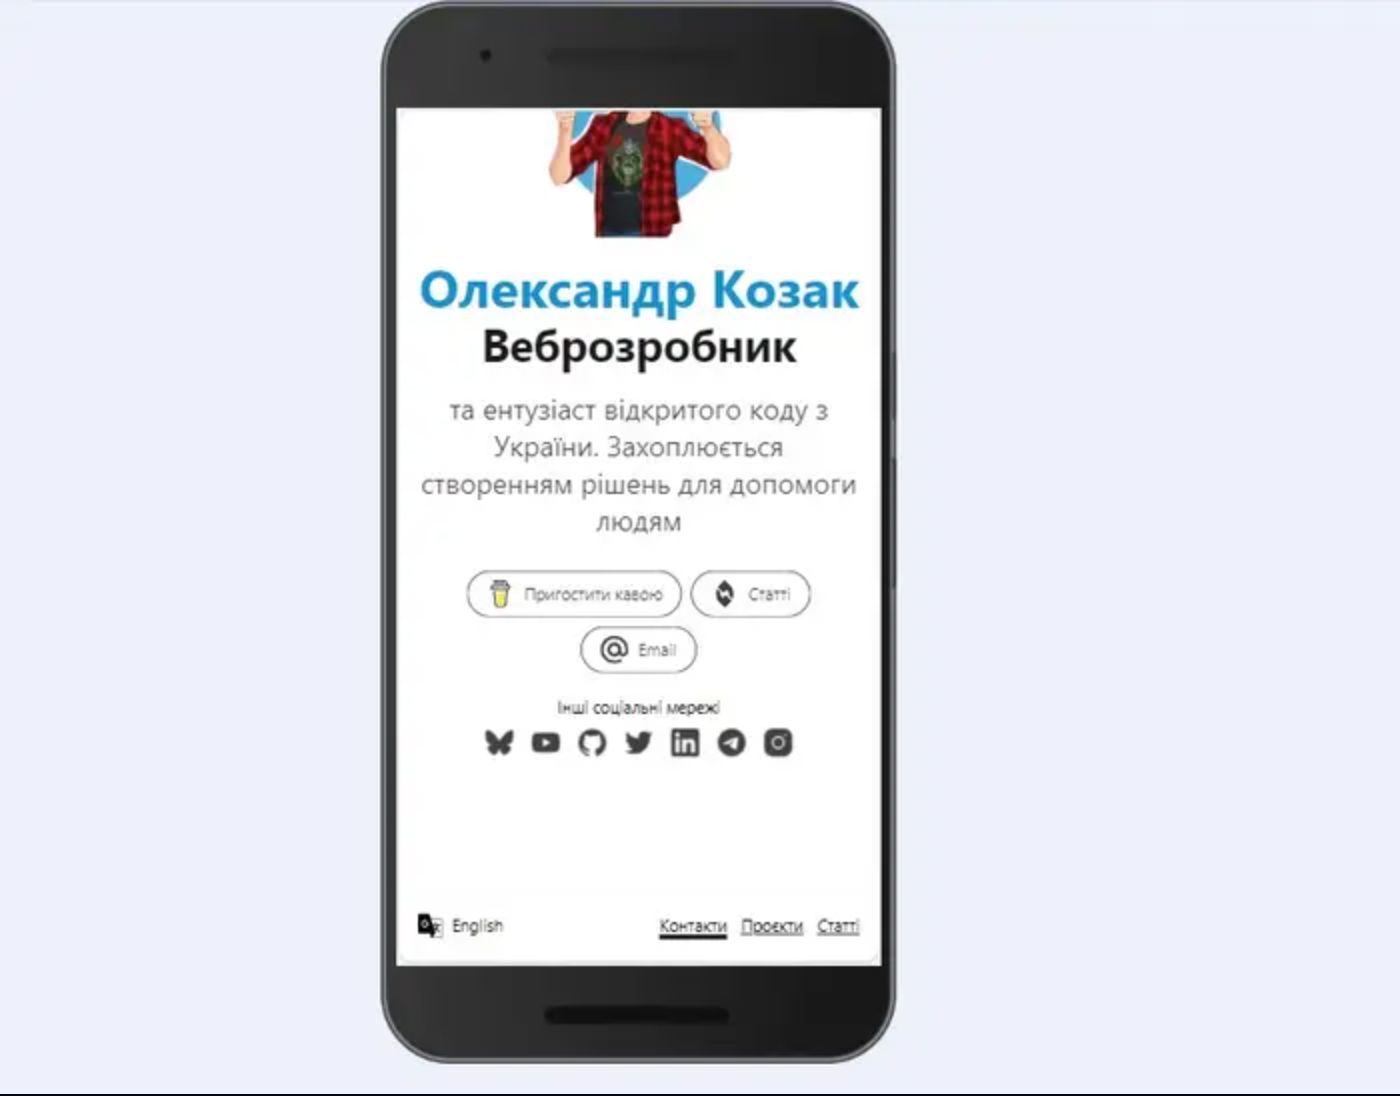 Олександр Козак
Веброзробник
та ентузіаст відкритого коду з
України. Захоплюється
створенням рішень для допомоги
людям
Пригостити кавою
Статті
Email
Інші соціальні мережі
English
Контакти Проєкти Статті